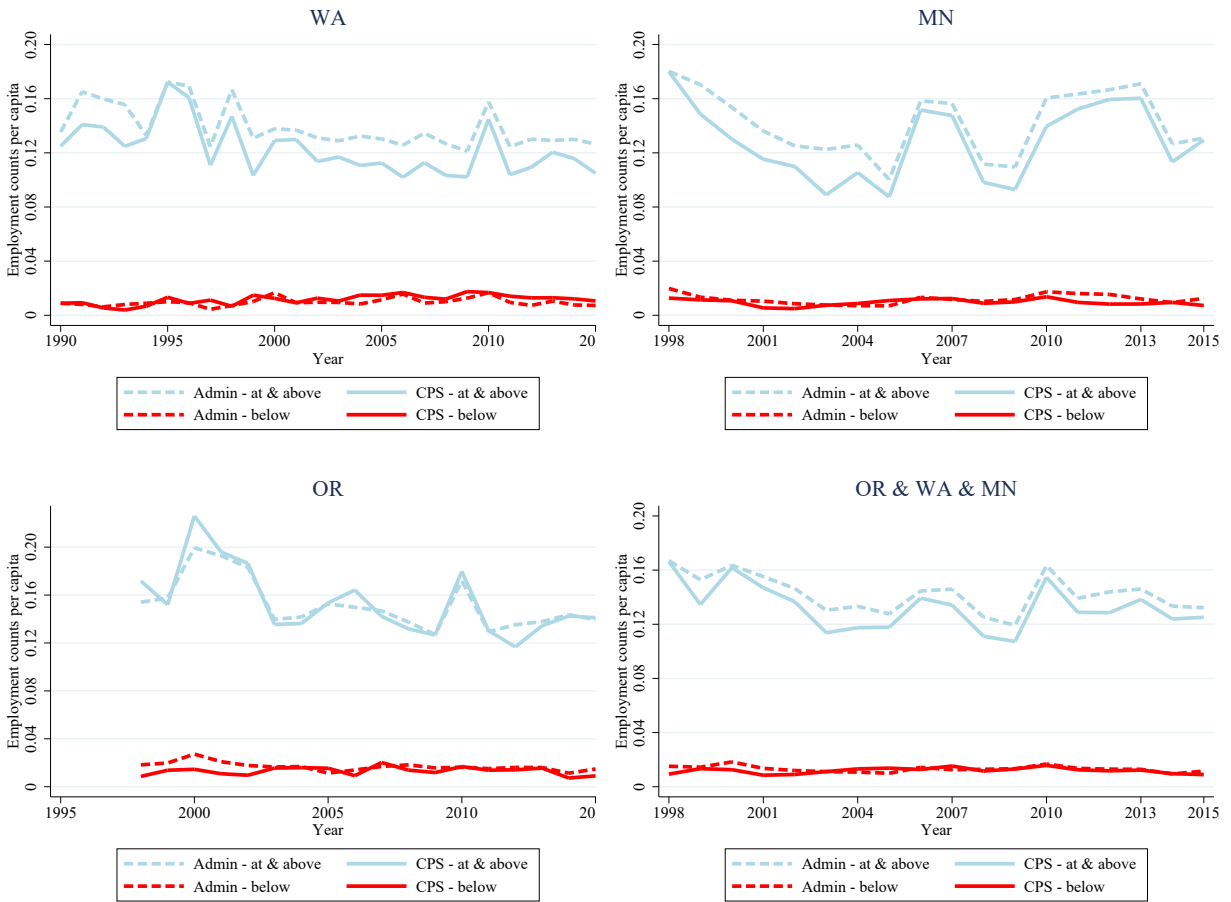 WA
Employment counts per capita
0.20
0.16
0.12
0.08
0.04
0
1990 1995 2000 2005 2010 20
Year
Admin - at & above CPS - at & above
Admin - below CPS - below
MN
Employment counts per capita
0.20
0.16
0.12
0.08
0.04
0
1998 2001 2004 2007 2010 2013 2015
Year
Admin - at & above CPS - at & above
Admin - below CPS - below
OR
Employment counts per capita
0.20
0.16
0.12
0.08
0.04
0
1995 2000 2005 2010 20
Year
Admin - at & above CPS - at & above
Admin - below CPS - below
OR & WA & MN
Employment counts per capita
0.20
0.16
0.12
0.08
0.04
0
1998 2001 2004 2007 2010 2013 2015
Year
Admin - at & above CPS - at & above
Admin - below CPS - below